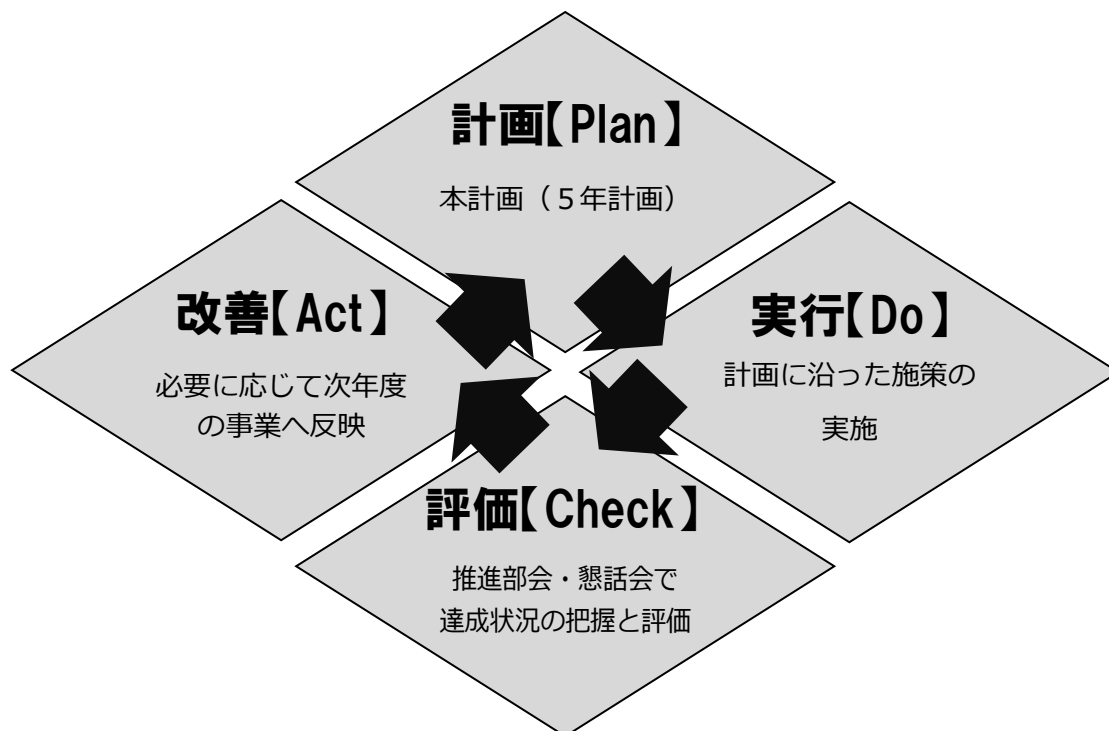 計画【Plan】
本計画（５年計画）
改善【Act】
必要に応じて次年度
の事業へ反映
実行【Do】
計画に沿った施策の
実施
評価【Check】
推進部会・懇話会で
達成状況の把握と評価